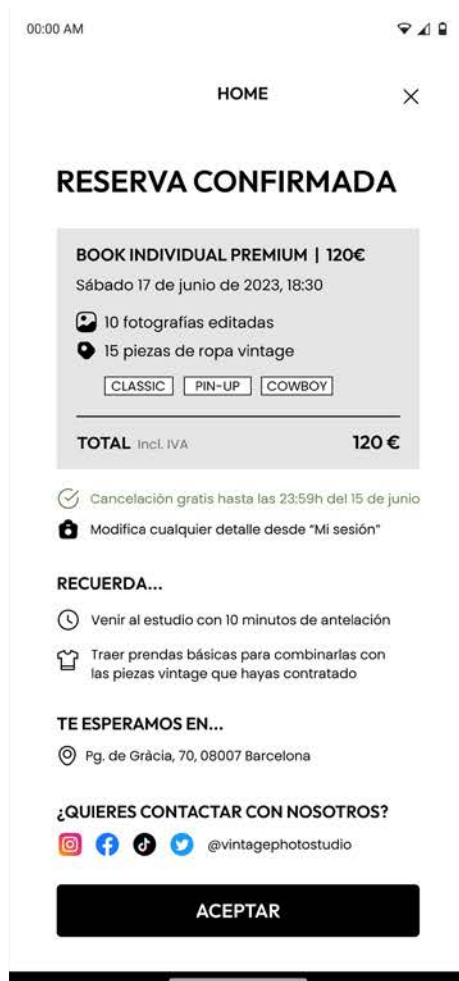 00:00 AM
HOME
RESERVA CONFIRMADA
BOOK INDIVIDUAL PREMIUM | 120€
Sábado 17 de junio de 2023, 18:30
10 fotografías editadas
15 piezas de ropa vintage
CLASSIC PIN-UP COWBOY
TOTAL Incl. IVA 120 €
Cancelación gratis hasta las 23:59h del 15 de junio
Modifica cualquier detalle desde “Mi sesión”
RECUERDA...
Venir al estudio con 10 minutos de antelación
Traer prendas básicas para combinarlas con
las piezas vintage que hayas contratado
TE ESPERAMOS EN...
Pg. de Gràcia, 70, 08007 Barcelona
¿QUIERES CONTACTAR CON NOSOTROS?
@vintagephotostudio
ACEPTAR